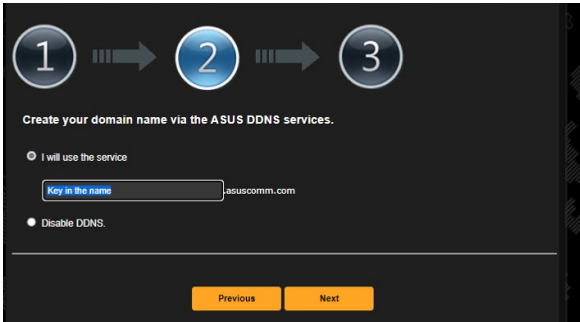 1 2 3
Create your domain name via the ASUS DDNS services.
I will use the service
Key in the name .asuscomm.com
Disable DDNS.
Previous Next